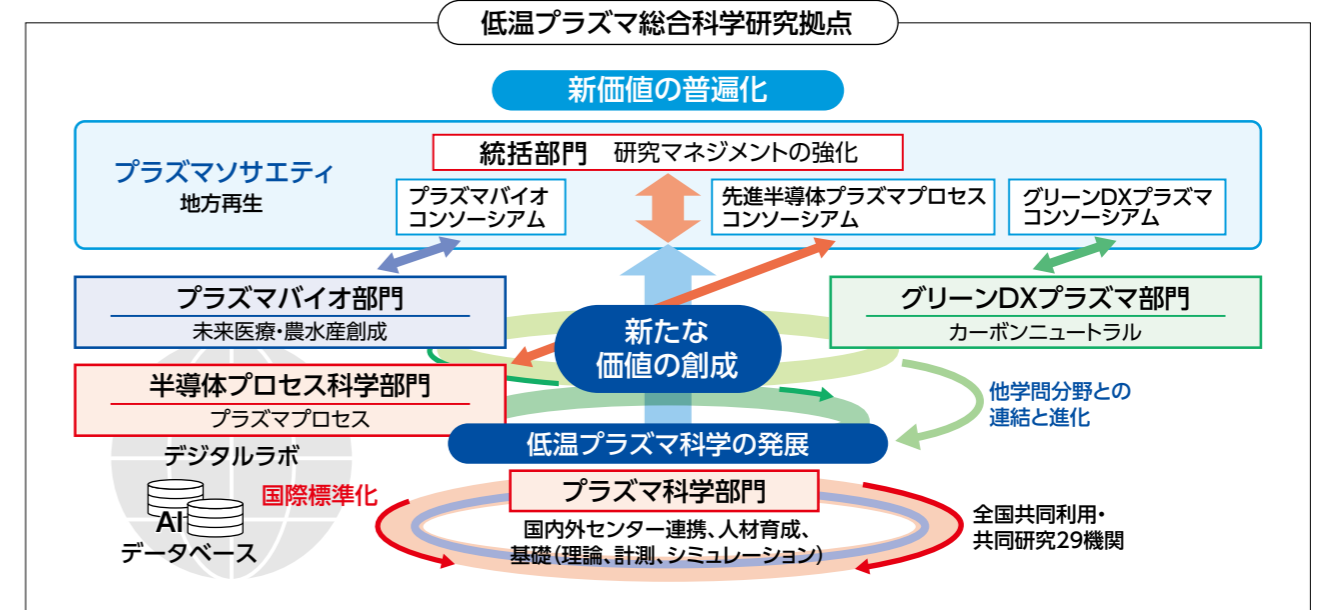 低温プラズマ総合科学研究拠点
新価値の普遍化
統括部門 研究マネジメントの強化
プラズマソサエティ
地方再生
プラズマバイオ
コンソーシアム
先進半導体プラズマプロセス
コンソーシアム
グリーンDXプラズマ
コンソーシアム
プラズマバイオ部門
未来医療・農水産創成
新たな
価値の創成
グリーンDXプラズマ部門
カーボンニュートラル
半導体プロセス科学部門
プラズマプロセス
他学問分野との
連結と進化
低温プラズマ科学の発展
デジタルラボ
AI
データベース
国際標準化
プラズマ科学部門
国内外センター連携、人材育成、
基礎(理論、計測、シミュレーション)
全国共同利用・
共同研究29機関